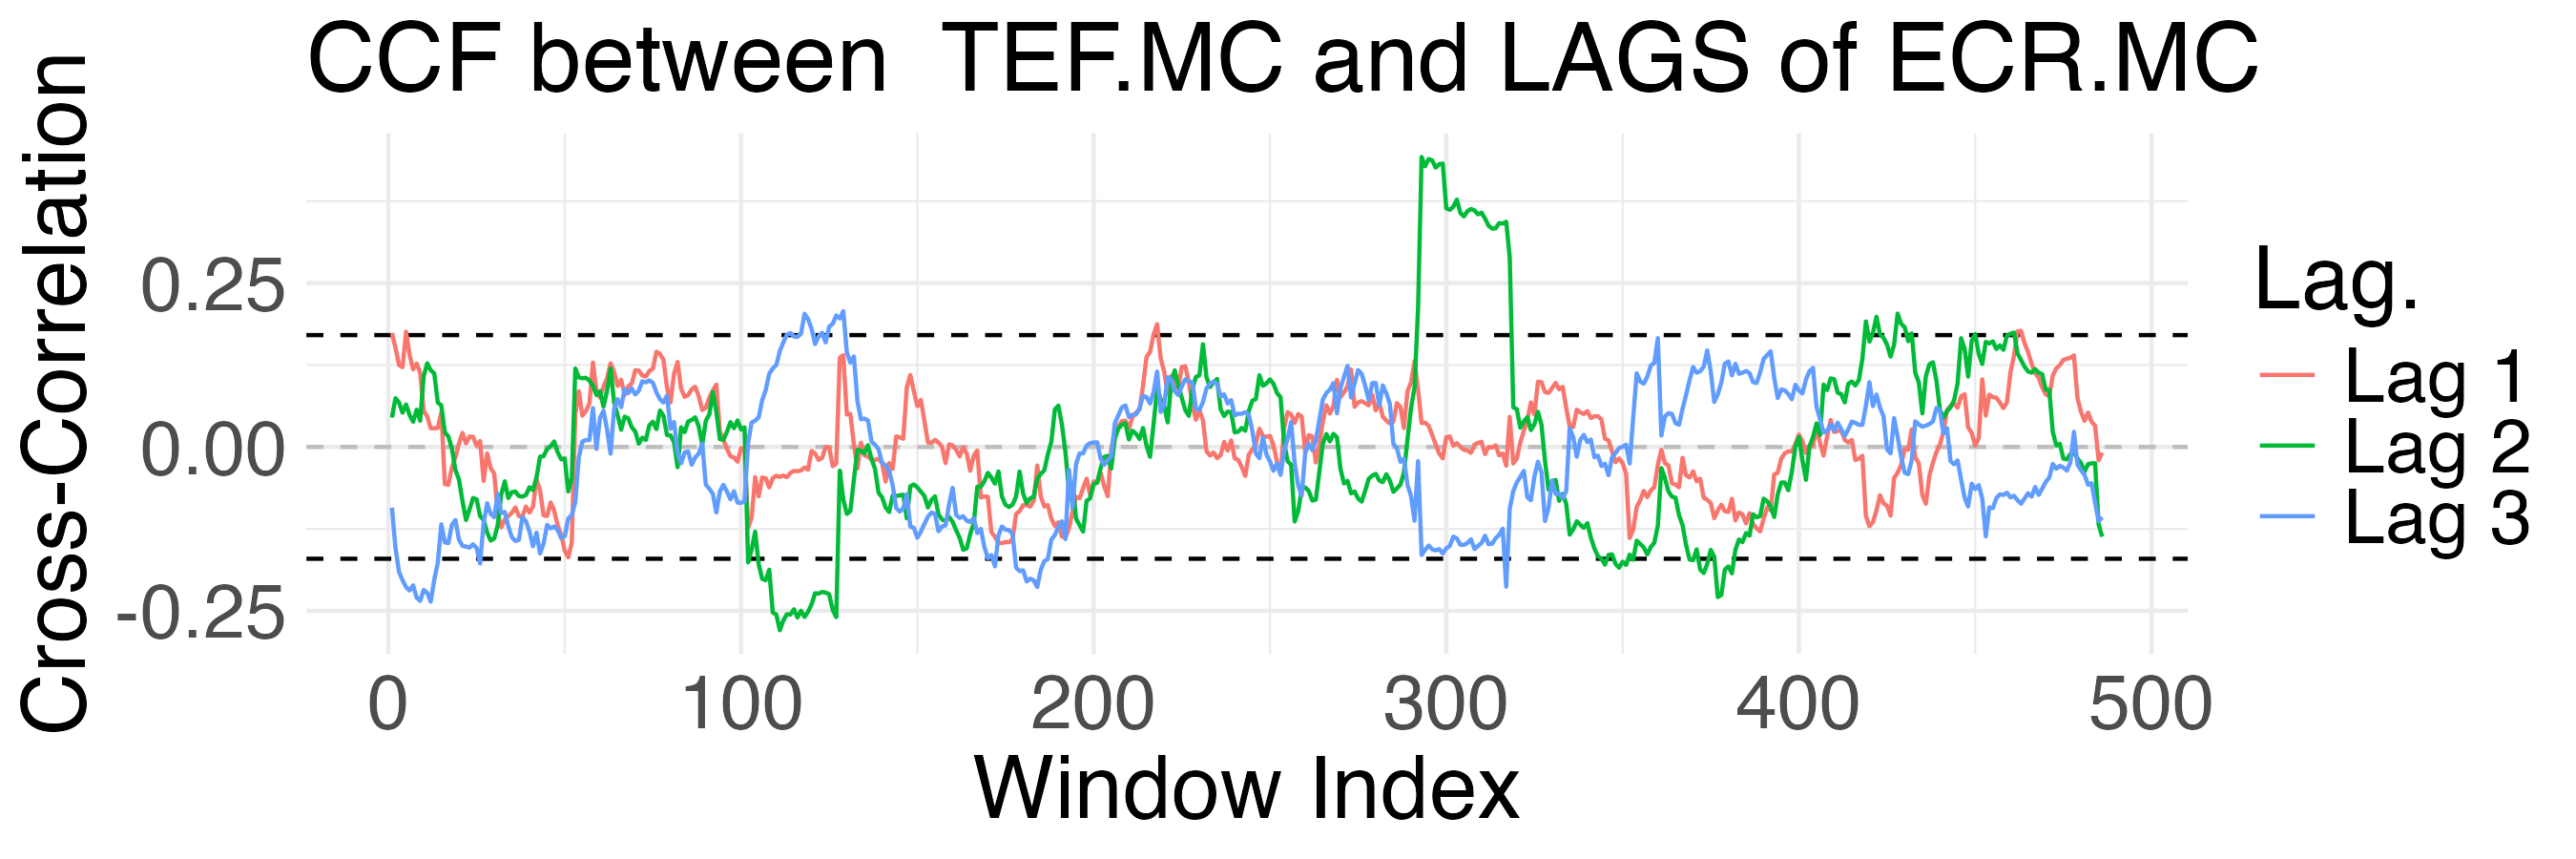 CCF between  TEF.MC and LAGS of ECR.MC
Cross-Correlation
0.25
0.00
-0.25
0 100 200 300 400 500
Window Index
Lag.
Lag 1
Lag 2
Lag 3